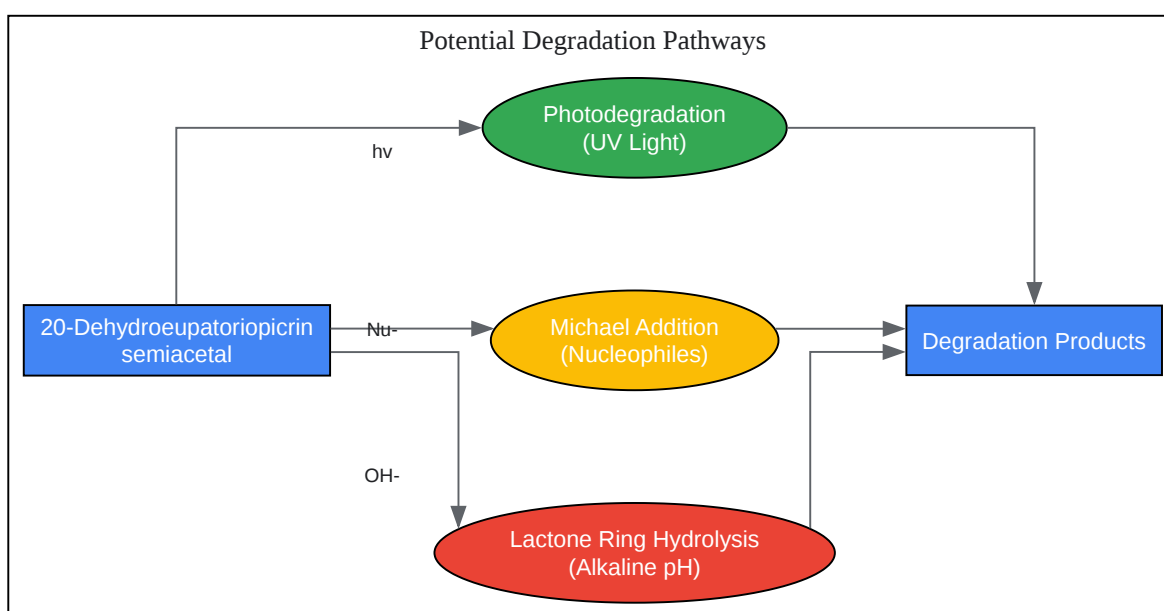 Potential Degradation Pathways
Photodegradation
(UV Light)
hv
20-Dehydroeupatoriopicrin
semiacetal
Nu-
Michael Addition
(Nucleophiles)
Degradation Products
OH-
Lactone Ring Hydrolysis
(Alkaline pH)